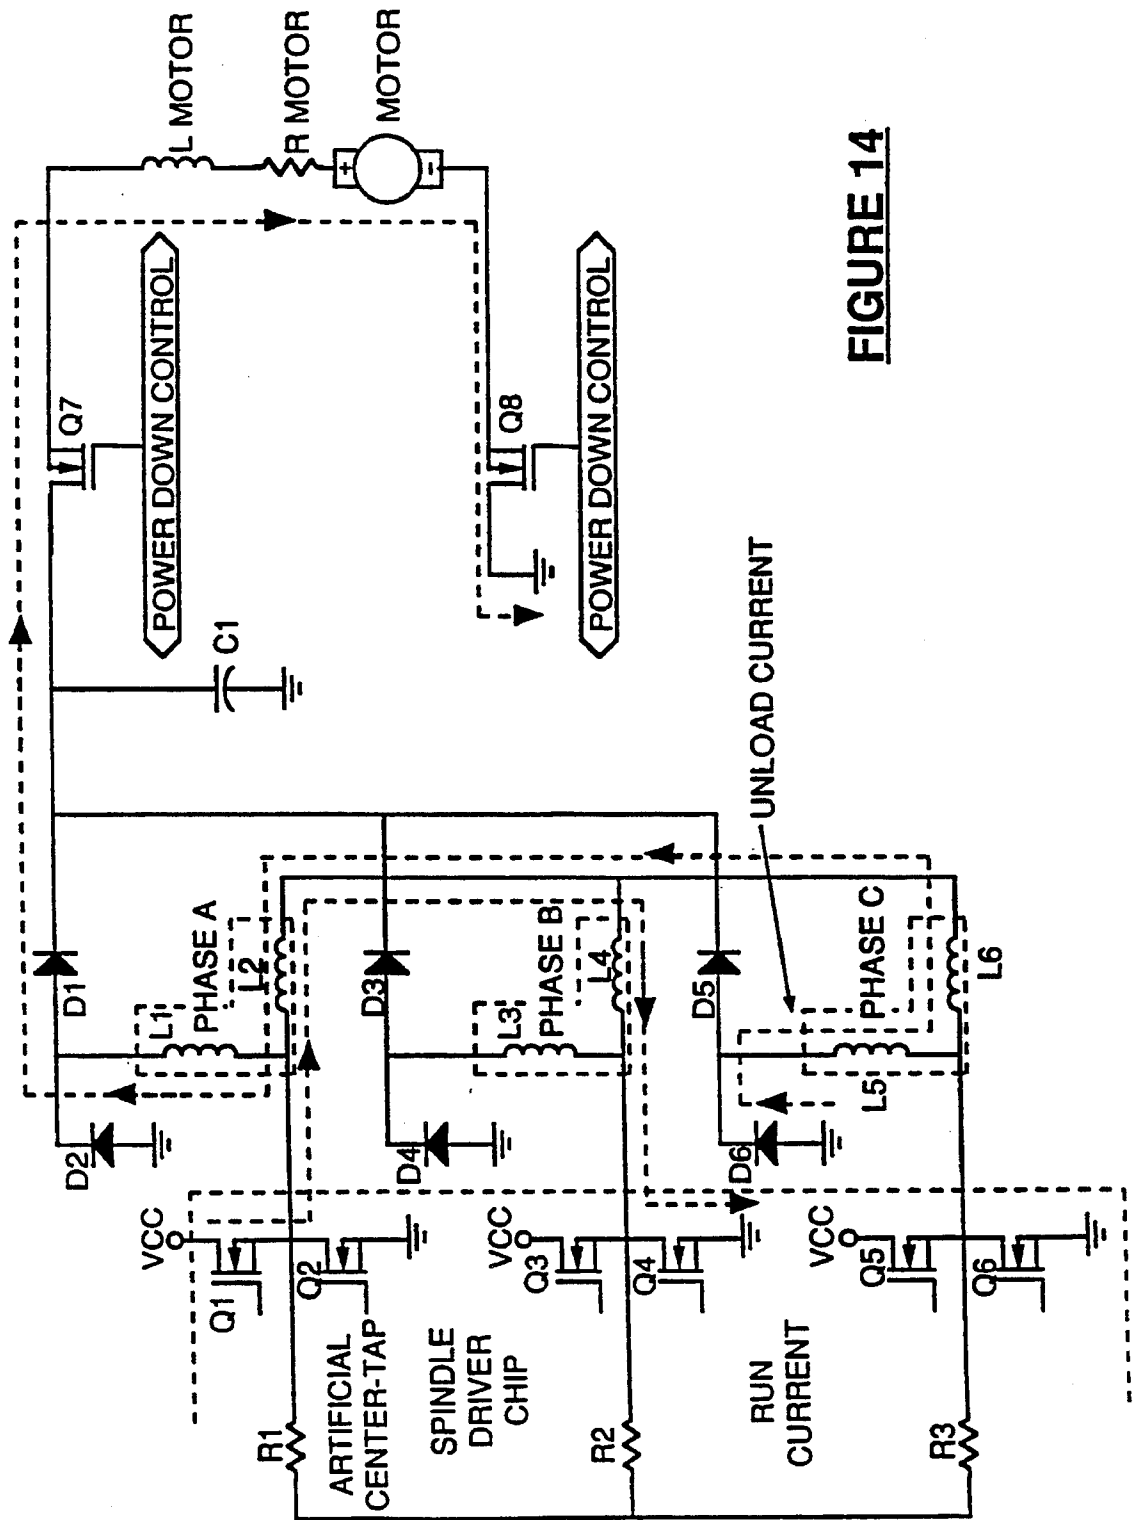 L MOTOR
R MOTOR
MOTOR
+
-
Q7
POWER DOWN CONTROL
Q8
POWER DOWN CONTROL
C1
UNLOAD CURRENT
D1
D2
L1
PHASE A
L2
D3
D4
L3
PHASE B
L4
D5
D6
L5
PHASE C
L6
VCC
Q1
Q2
VCC
Q3
Q4
VCC
Q5
Q6
R1
ARTIFICIAL
CENTER-TAP
SPINDLE
DRIVER
CHIP
R2
RUN
CURRENT
R3
FIGURE 14